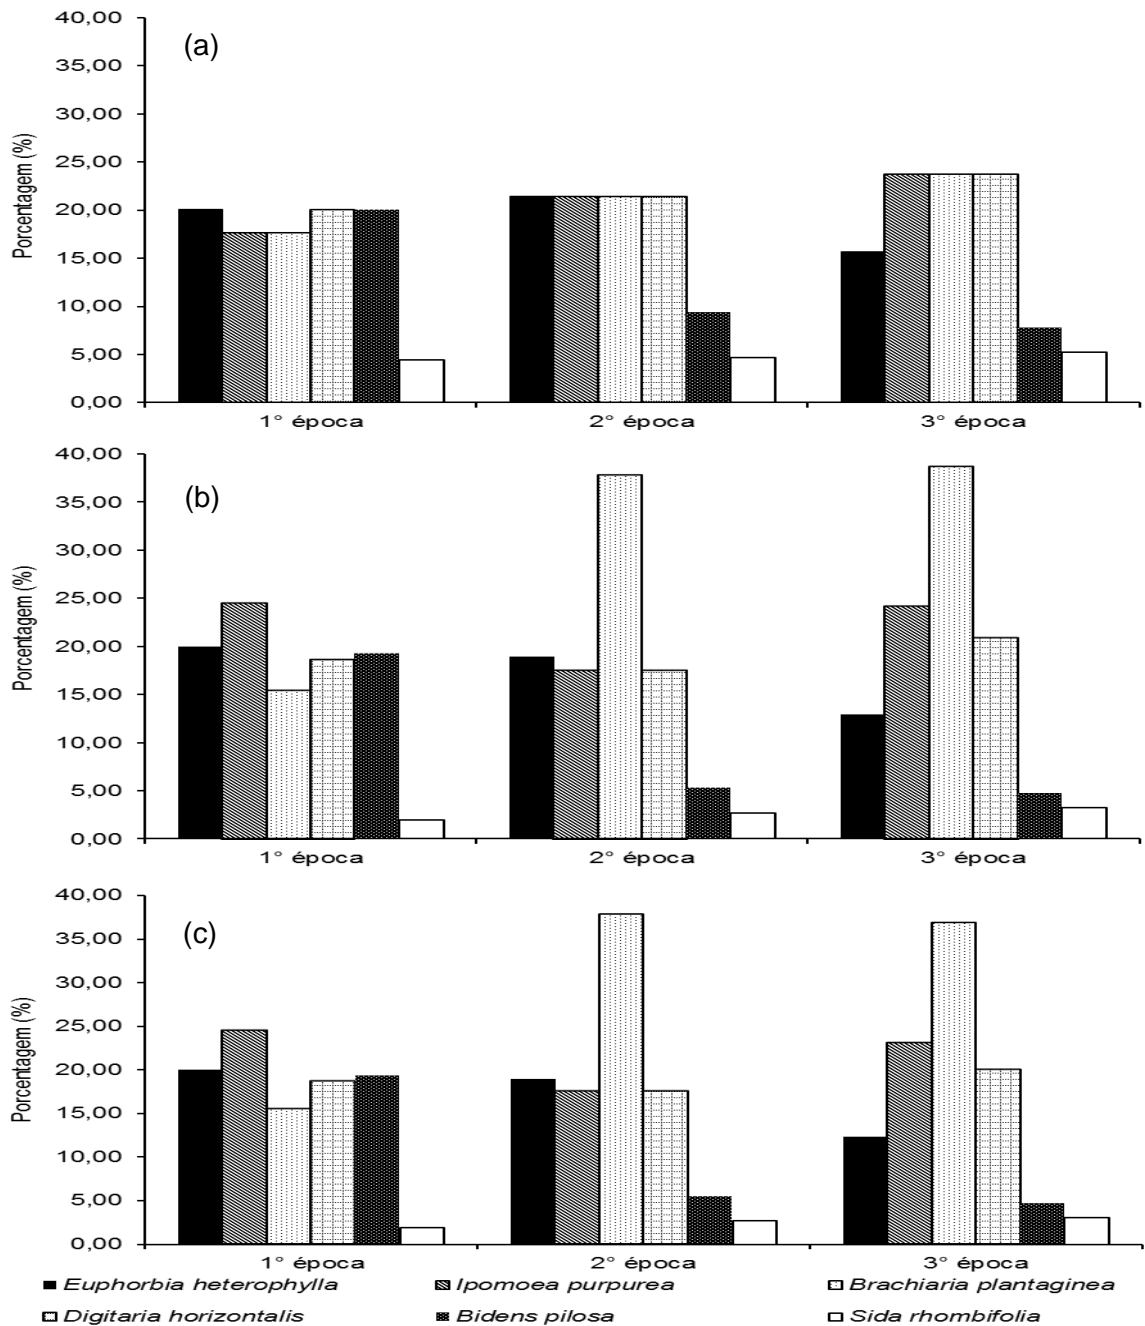 40,00
(a)
35,00
30,00
25,00
20,00
15,00
10,00
5,00
0,00
Porcentagem (%)
1° época 2° época 3° época
40,00
(b)
35,00
30,00
25,00
20,00
15,00
10,00
5,00
0,00
Porcentagem (%)
1° época 2° época 3° época
40,00
(c)
35,00
30,00
25,00
20,00
15,00
10,00
5,00
0,00
Porcentagem (%)
1° época 2° época 3° época
Euphorbia heterophylla Ipomoea purpurea Brachiaria plantaginea
Digitaria horizontalis Bidens pilosa Sida rhombifolia